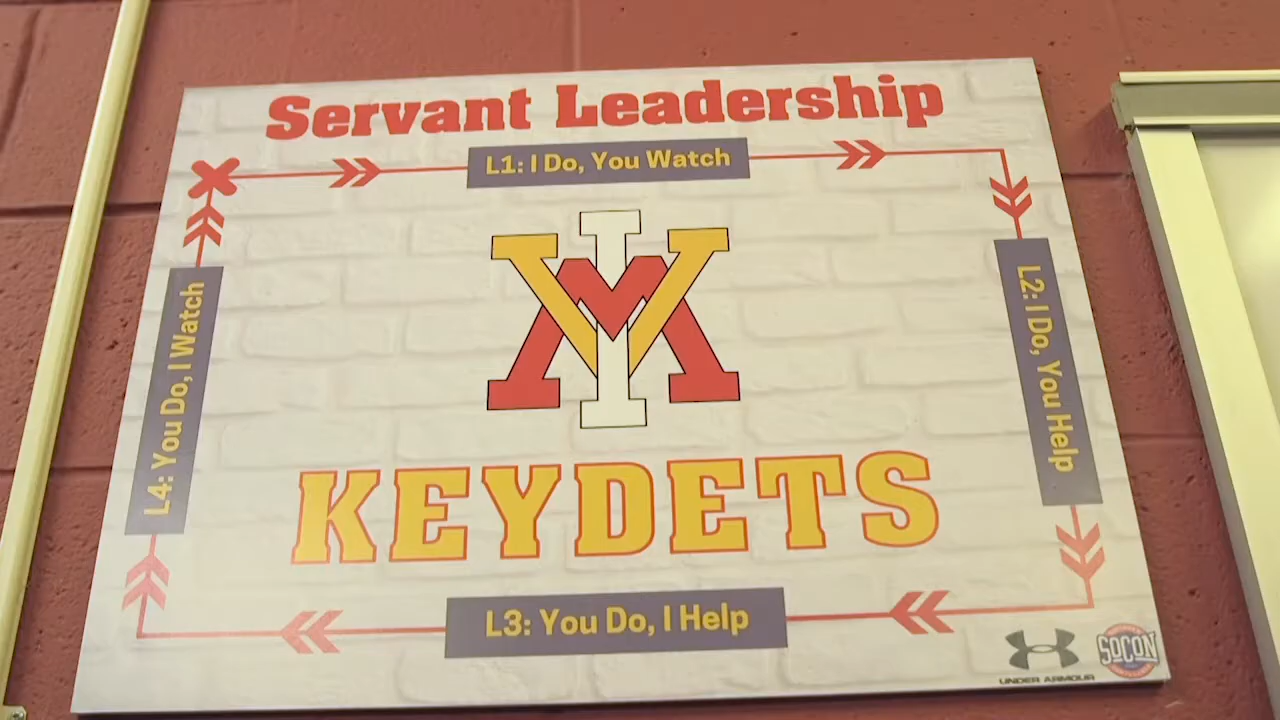 Servant Leadership
L1: I Do, You Watch
L2: I Do, You Help
VMI
KEYDETS
L4: You Do, I Watch
L3: You Do, I Help
UNDER ARMOUR
SOCON